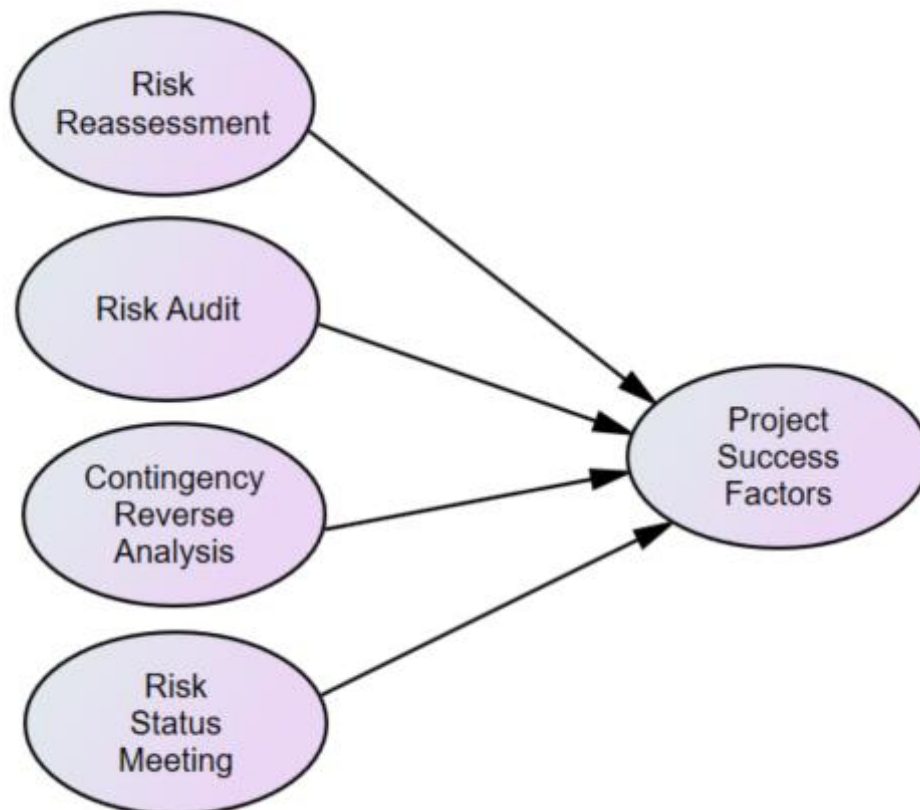 Risk
Reassessment
Risk Audit
Contingency
Reverse
Analysis
Risk
Status
Meeting
Project
Success
Factors